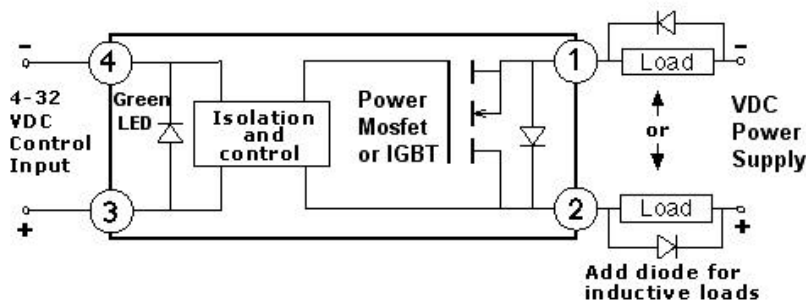 -
4
1
-
Load
4-32
VDC
Control
Input
Green
LED
Isolation
and
control
Power
Mosfet
or IGBT
or
VDC
Power
Supply
+
3
2
Load
+
Add diode for
inductive loads